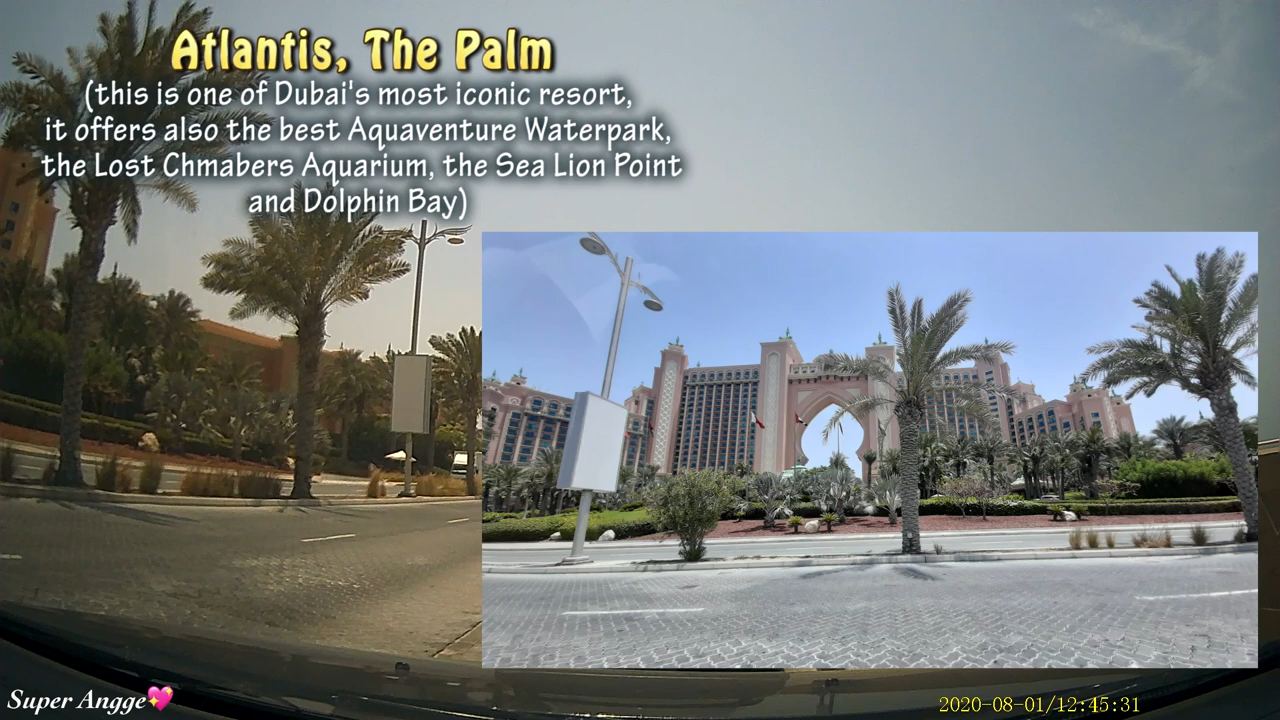 Atlantis, The Palm
(this is one of Dubai's most iconic resort,
it offers also the best Aquaventure Waterpark,
the Lost Chmabers Aquarium, the Sea Lion Point
and Dolphin Bay)
Super Angge💖
2020-08-01/12:45:31